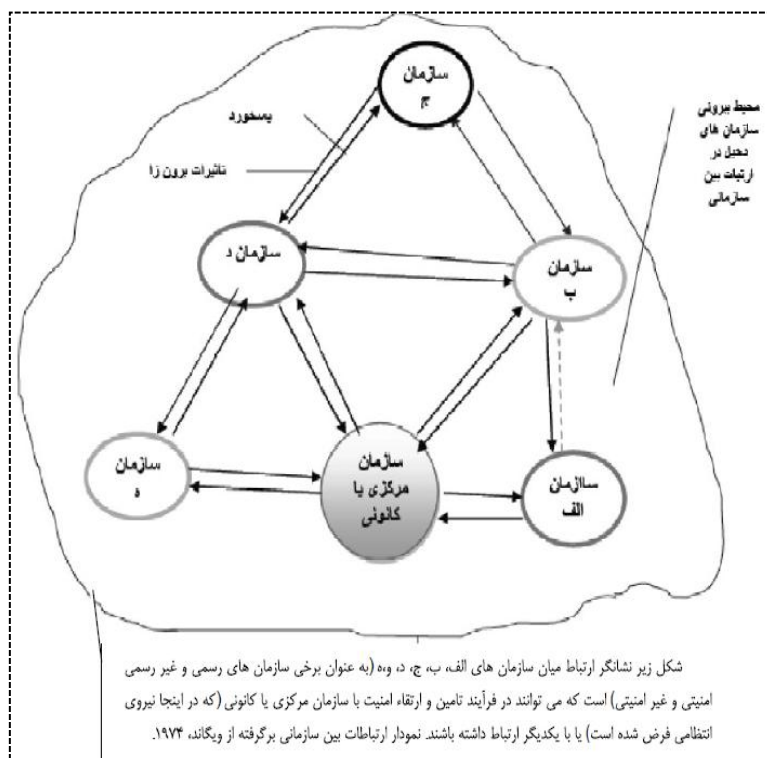 سازمان
ج
پسخورد
تاثیرات برون زا
محیط بیرونی
سازمان های
دخیل در
ارتبات بین
سازمانی
سازمان د
سازمان
ب
سازمان
ه
سازمان
مرکزی یا
کانونی
ساازمان
الف
شکل زیر نشانگر ارتباط میان سازمان های الف، ب، ج، د، و،ه (به عنوان برخی سازمان های رسمی و غیر رسمی
امنیتی و غیر امنیتی) است که می توانند در فرآیند تامین و ارتقاء امنیت با سازمان مرکزی یا کانونی (که در اینجا نیروی
انتظامی فرض شده است) یا با یکدیگر ارتباط داشته باشند. نمودار ارتباطات بین سازمانی برگرفته از ویگاند، ۱۹۷۴.